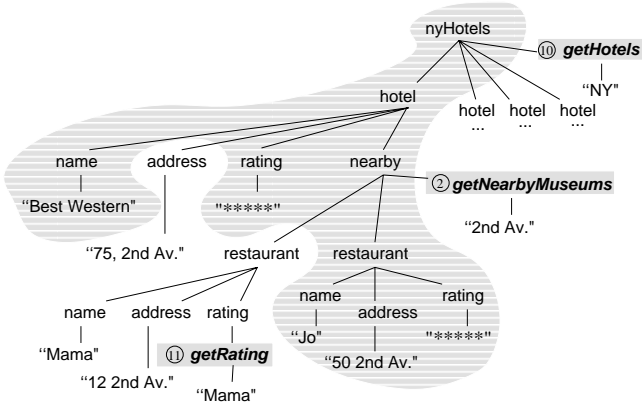 nyHotels
⑩ getHotels
“NY"
hotel
hotel hotel hotel
... ... ...
name address rating nearby
② getNearbyMuseums
“Best Western" "*****" “2nd Av."
“75, 2nd Av."
restaurant restaurant
name address rating
name address rating
“Mama" ⑪ getRating
“Jo" "*****"
“12 2nd Av." “Mama"
“50 2nd Av."